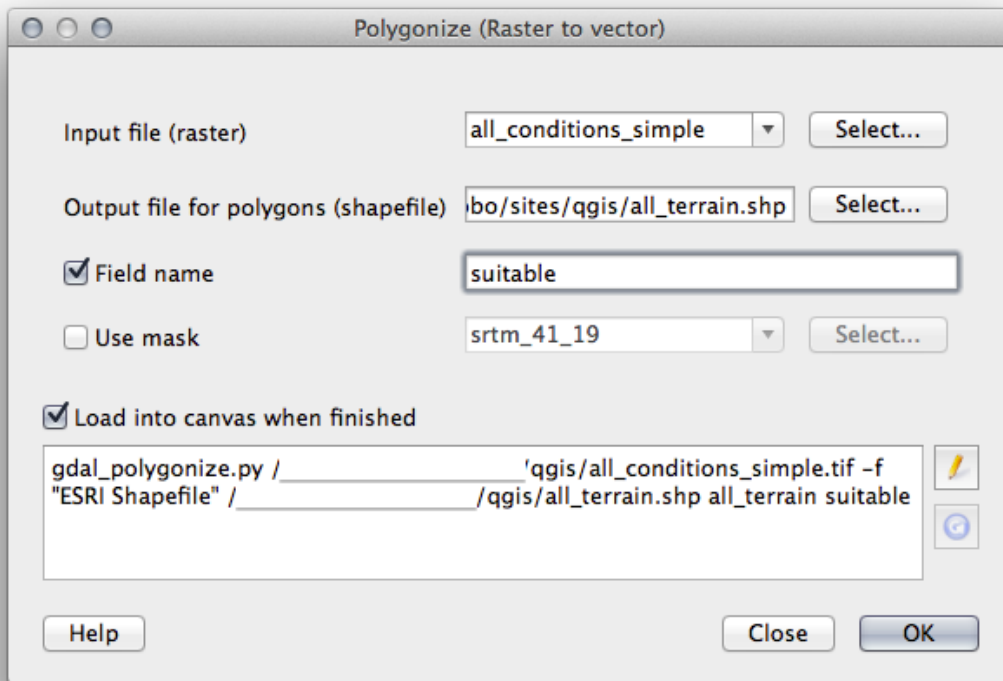 Polygonize (Raster to vector)
Input file (raster)
all_conditions_simple
Select...
Output file for polygons (shapefile)
bo/sites/qgis/all_terrain.shp
Select...
Field name
suitable
Use mask
srtm_41_19
Select...
Load into canvas when finished
gdal_polygonize.py /____________________/qgis/all_conditions_simple.tif -f
"ESRI Shapefile" /____________________/qgis/all_terrain.shp all_terrain suitable
Help
Close
OK